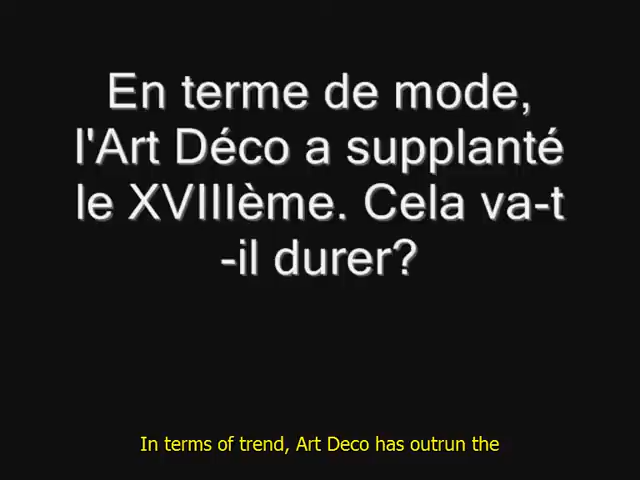 En terme de mode,
l'Art Déco a supplanté
le XVIIIème. Cela va-t
-il durer?
In terms of trend, Art Deco has outrun the